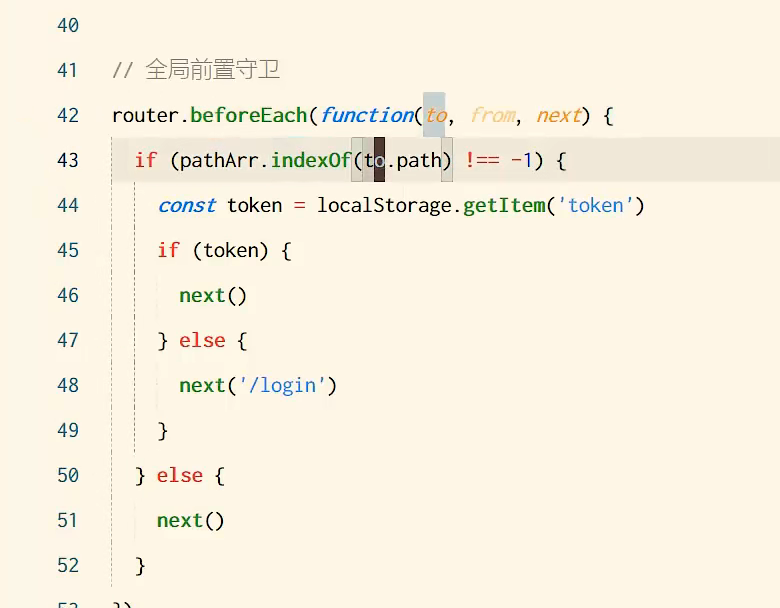 40
41 // 全局前置守卫
42 router.beforeEach(function(to, from, next) {
43 if (pathArr.indexOf(to.path) !== -1) {
44 const token = localStorage.getItem('token')
45 if (token) {
46 next()
47 } else {
48 next('/login')
49 }
50 } else {
51 next()
52 }
53 })